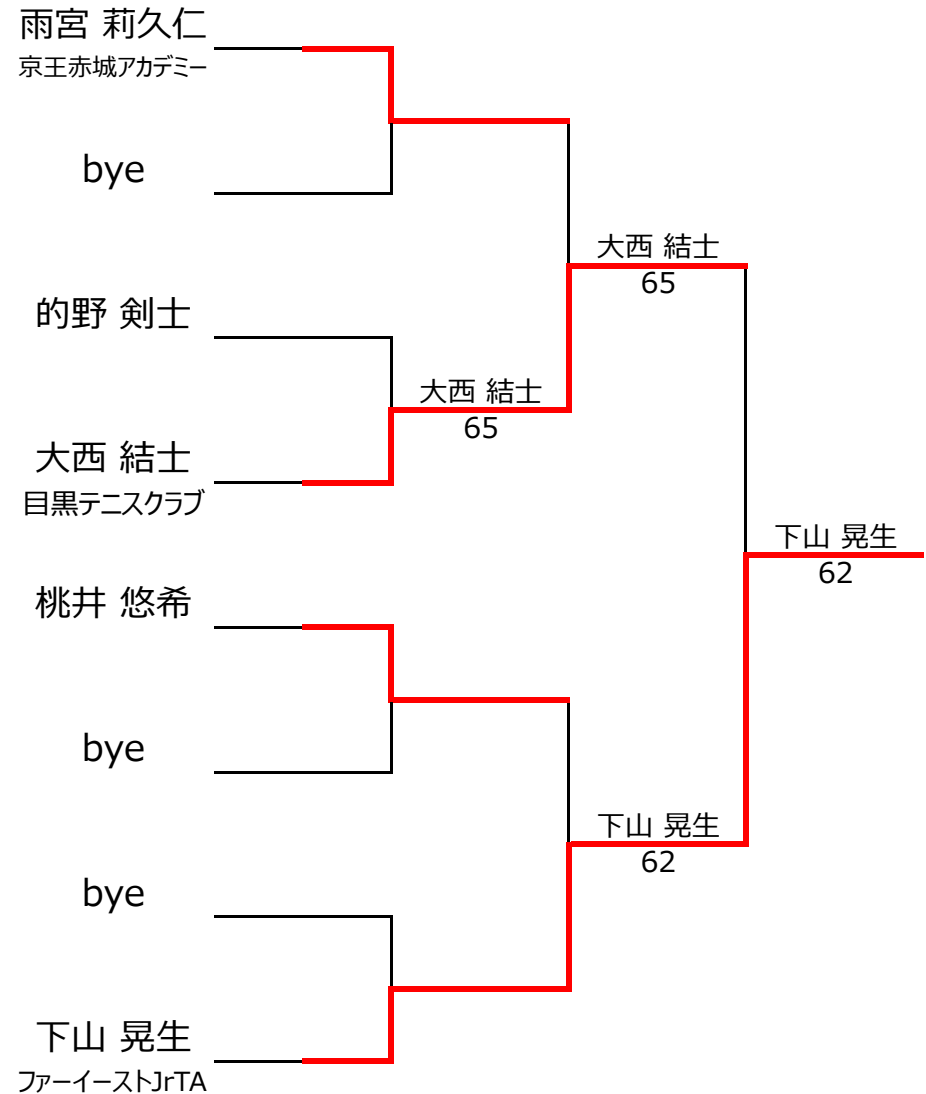 雨宮 莉久仁
京王赤城アカデミー
bye
的野 剣士
大西 結士
65
大西 結士
65
大西 結士
目黒テニスクラブ
下山 晃生
62
桃井 悠希
bye
下山 晃生
62
bye
下山 晃生
ファーイーストJrTA